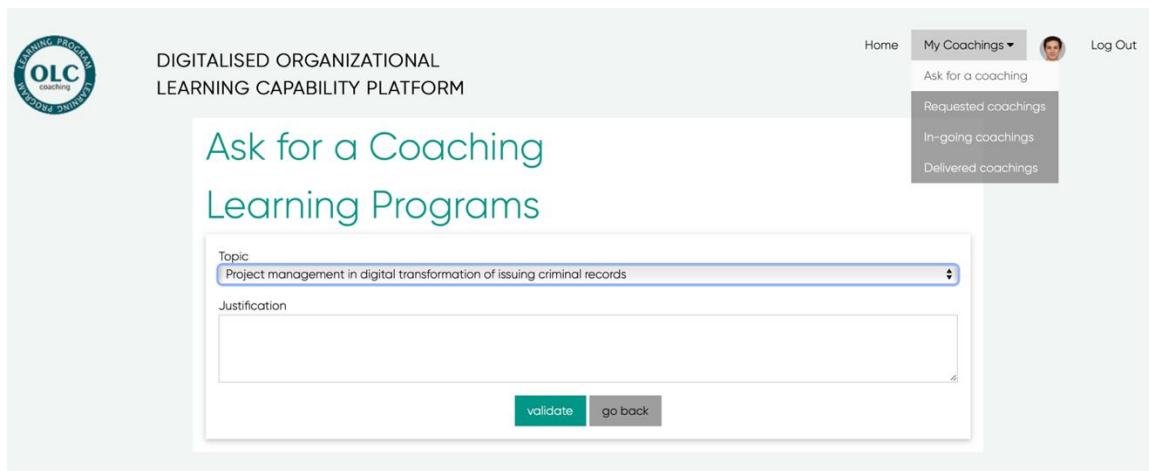 LEARNING PROGRAM
OLC
coaching
LEARNING PROGRAM
DIGITALISED ORGANIZATIONAL
LEARNING CAPABILITY PLATFORM
Home
My Coachings
Log Out
Ask for a coaching
Requested coachings
In-going coachings
Delivered coachings
Ask for a Coaching
Learning Programs
Topic
Project management in digital transformation of issuing criminal records
Justification
validate
go back